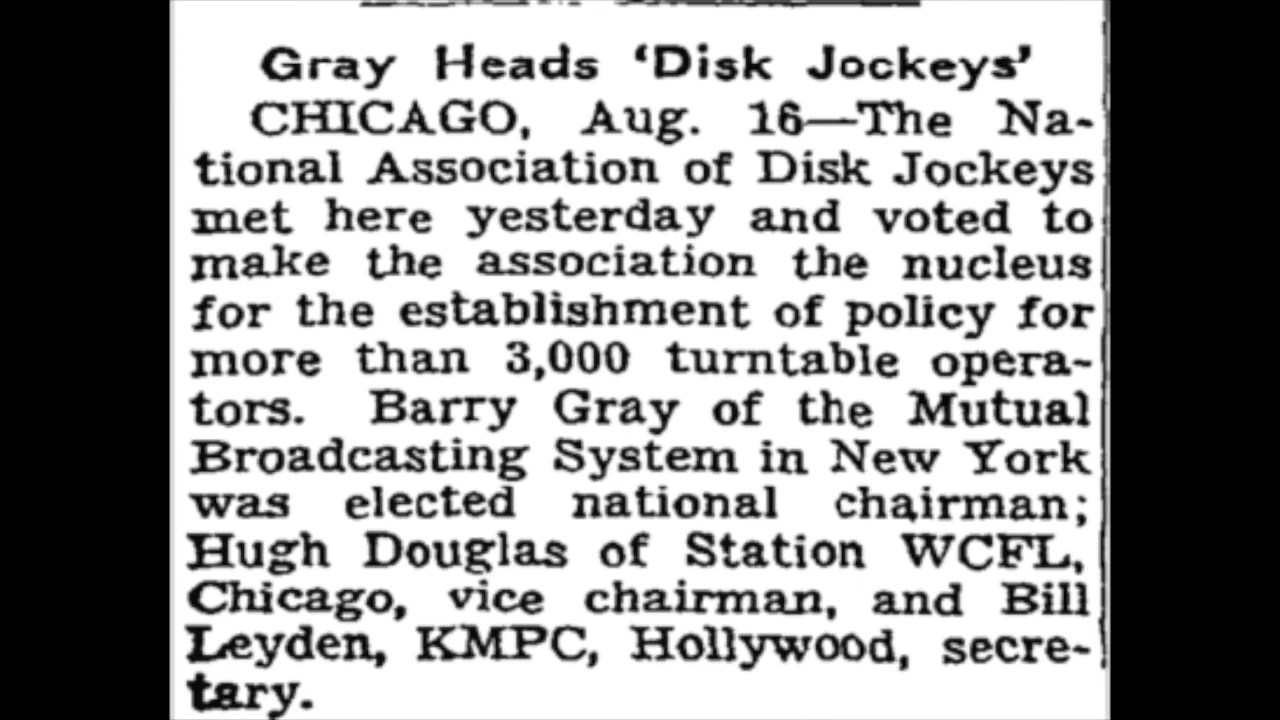 Gray Heads ‘Disk Jockeys’
CHICAGO, Aug. 16—The Na-
tional Association of Disk Jockeys
met here yesterday and voted to
make the association the nucleus
for the establishment of policy for
more than 3,000 turntable opera-
tors. Barry Gray of the Mutual
Broadcasting System in New York
was elected national chairman;
Hugh Douglas of Station WCFL,
Chicago, vice chairman, and Bill
Leyden, KMPC, Hollywood, secre-
tary.